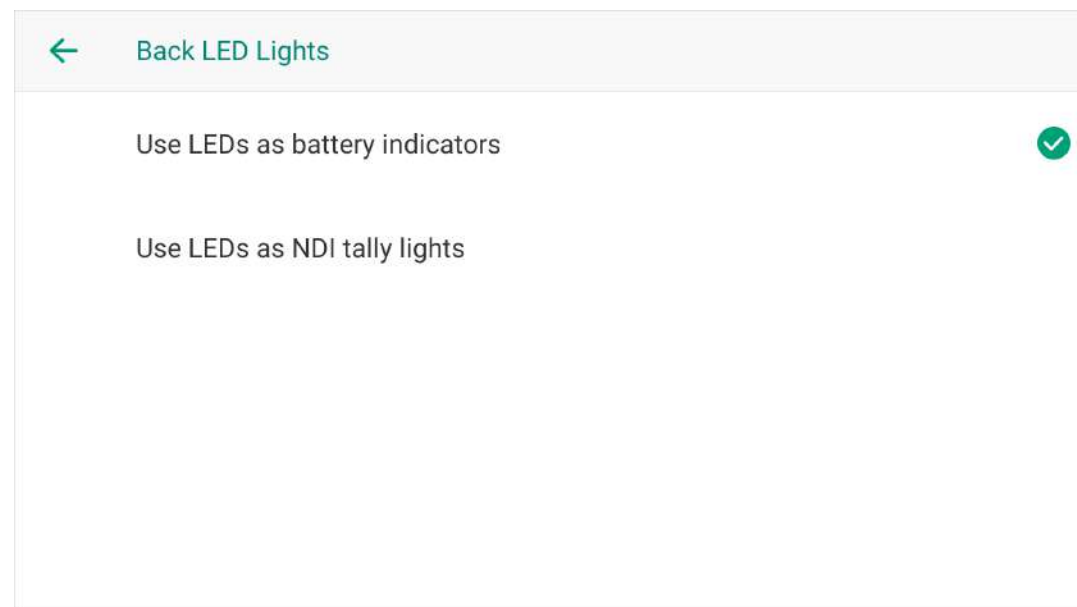 Back LED Lights
Use LEDs as battery indicators
Use LEDs as NDI tally lights